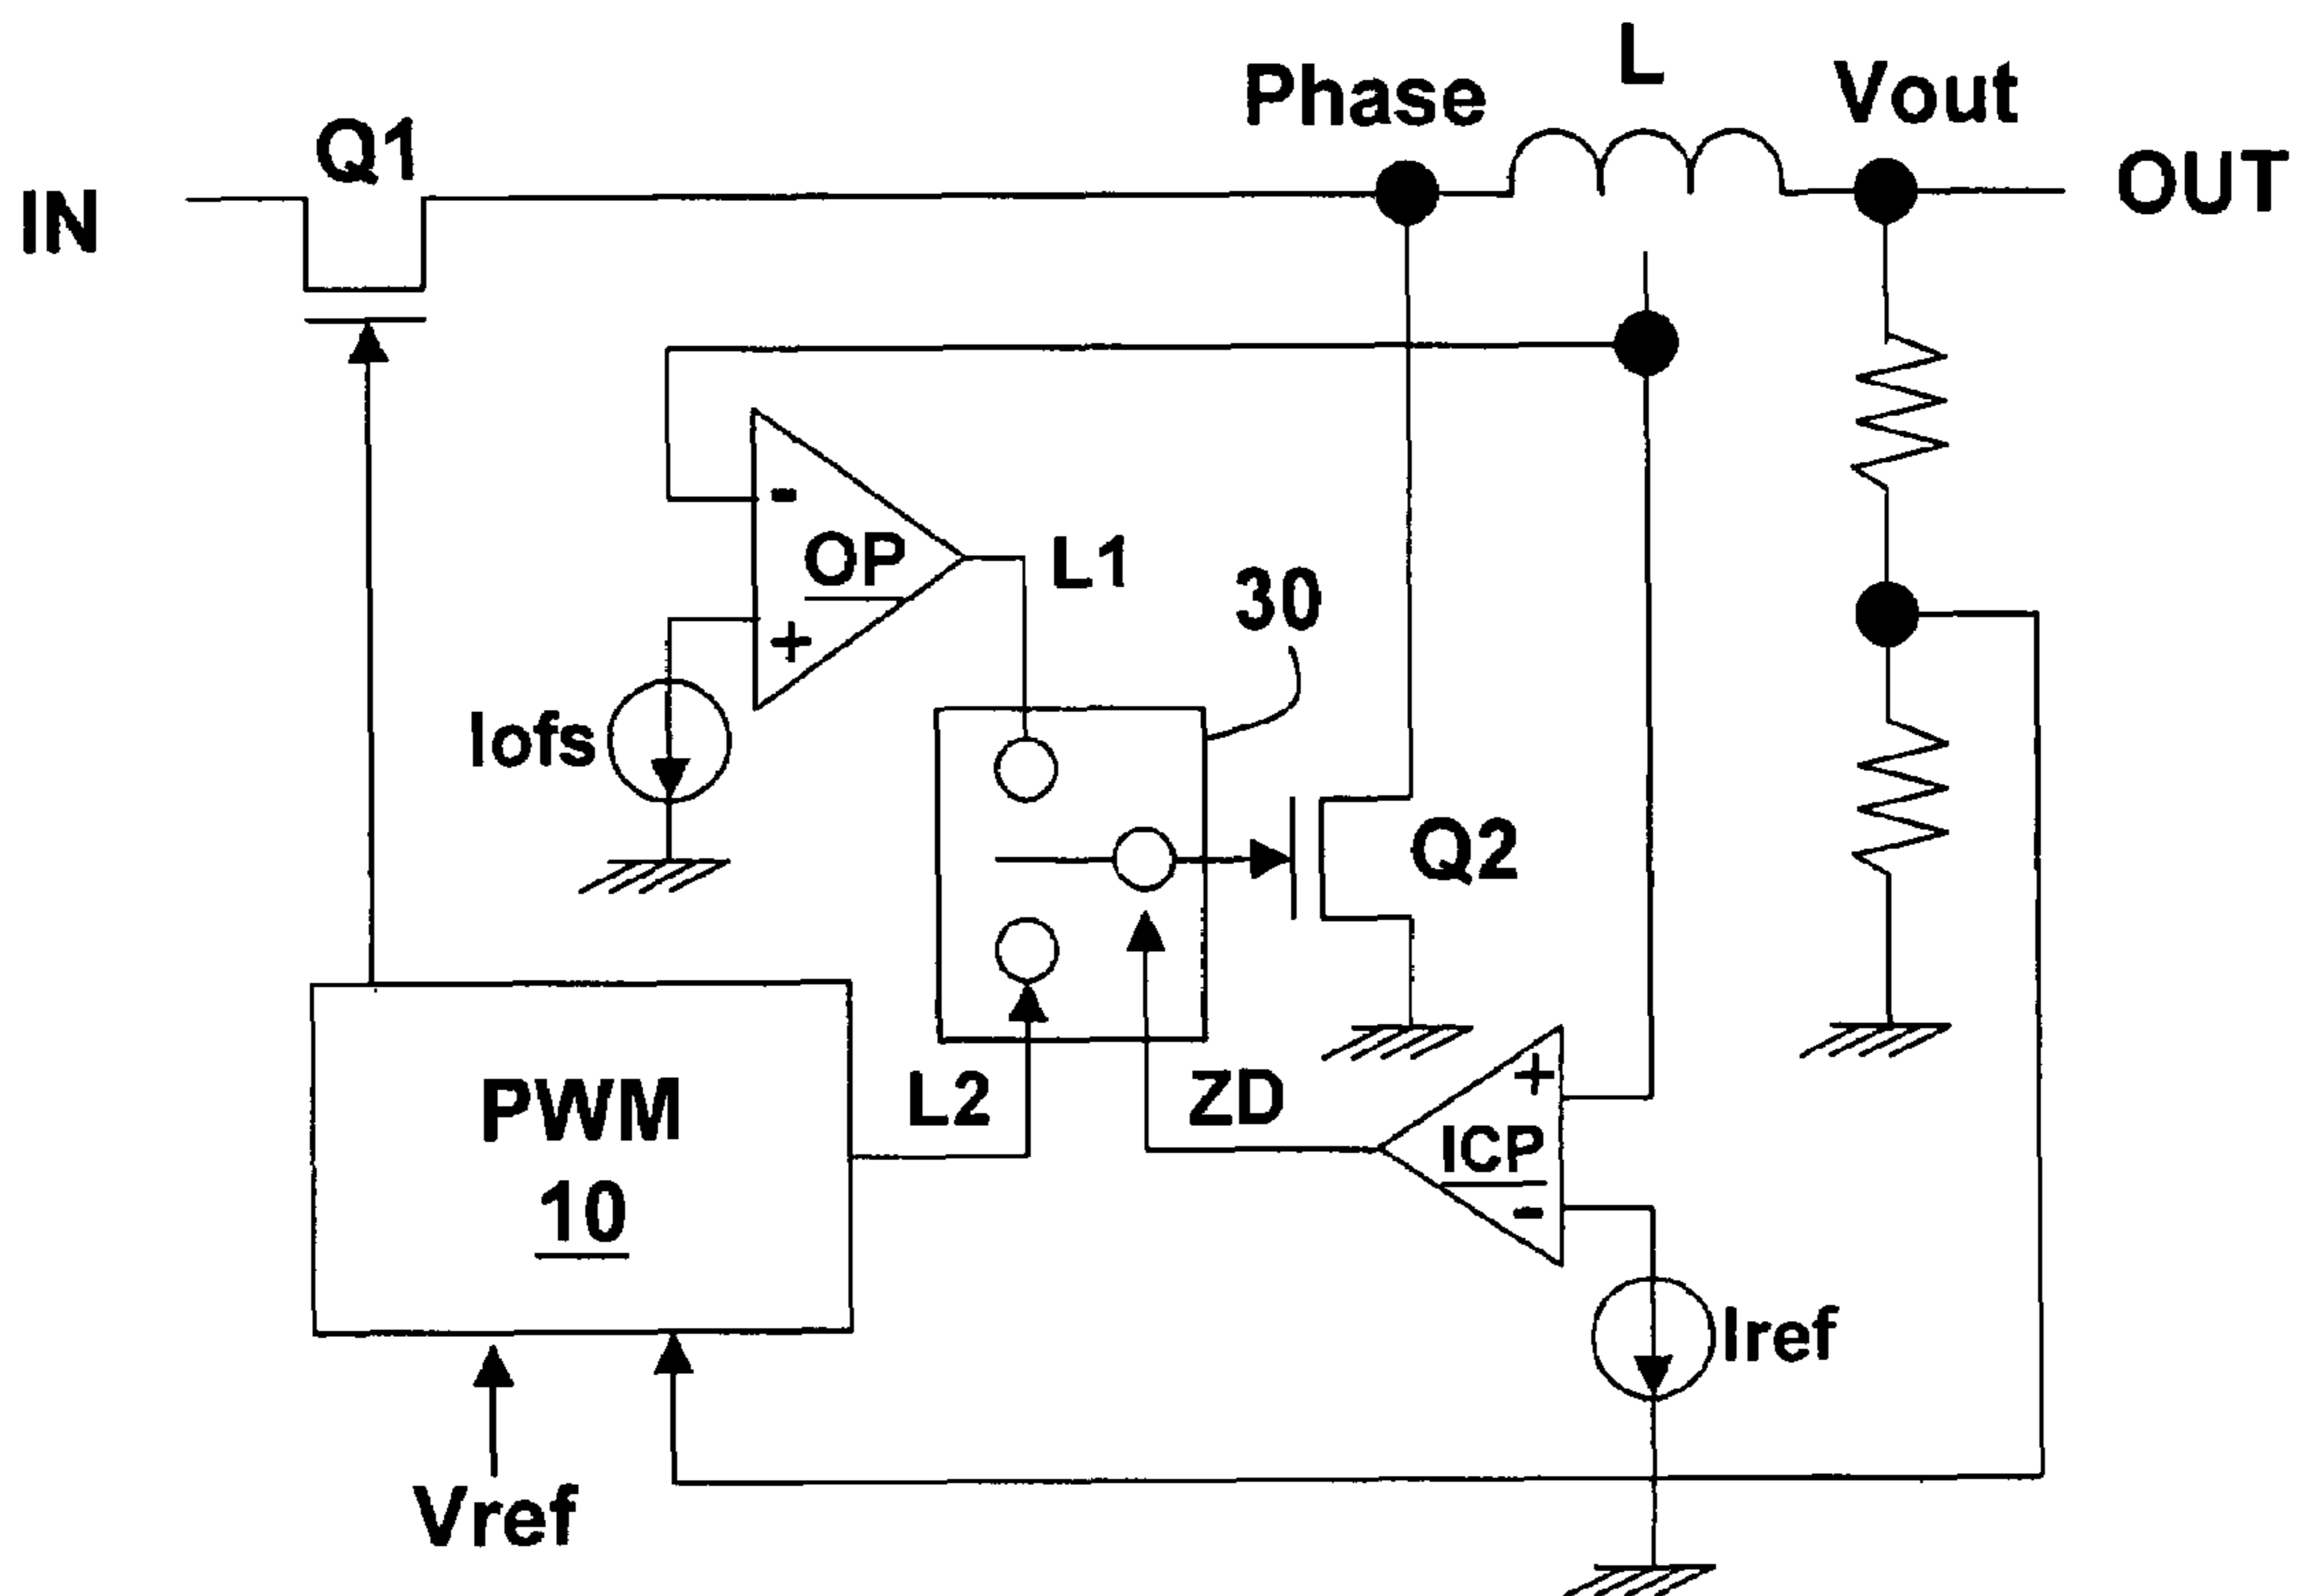 L
Phase
Vout
Q1
OUT
IN
-
OP
L1
30
+
Iofs
Q2
+
L2
ZD
PWM
ICP
10
-
Iref
Vref